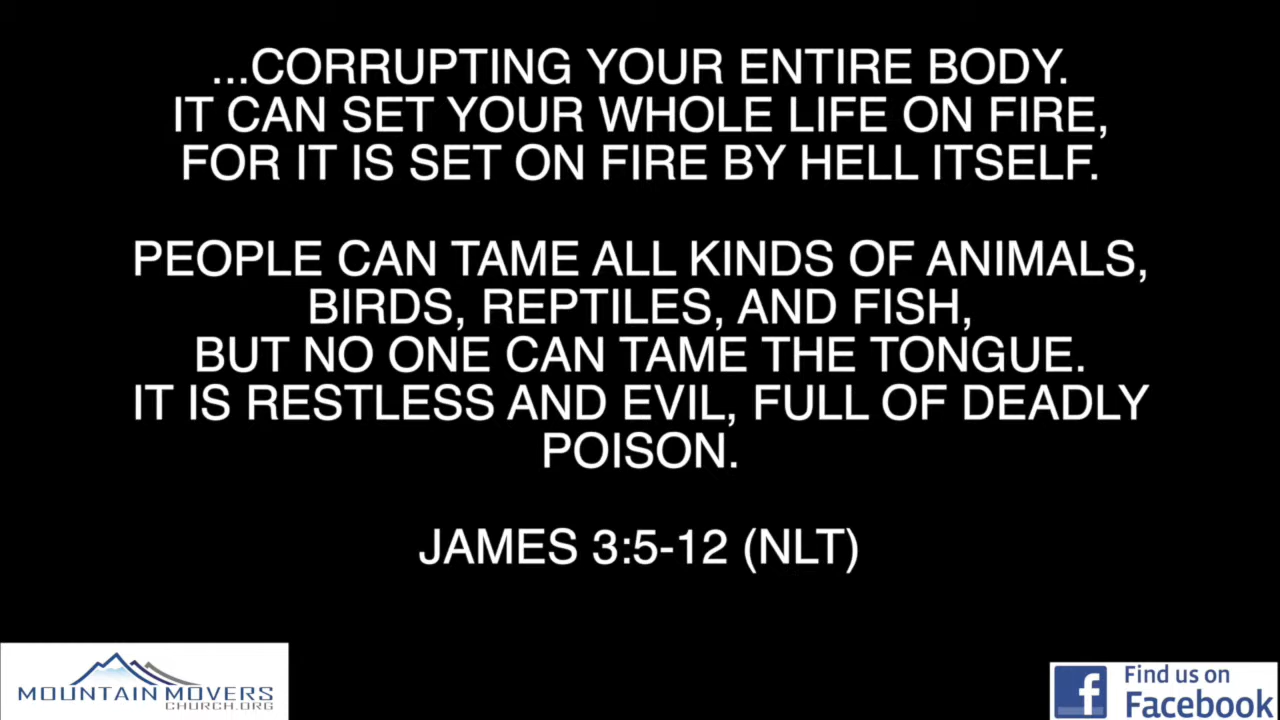 ...CORRUPTING YOUR ENTIRE BODY.
IT CAN SET YOUR WHOLE LIFE ON FIRE,
FOR IT IS SET ON FIRE BY HELL ITSELF.
PEOPLE CAN TAME ALL KINDS OF ANIMALS,
BIRDS, REPTILES, AND FISH,
BUT NO ONE CAN TAME THE TONGUE.
IT IS RESTLESS AND EVIL, FULL OF DEADLY
POISON.
JAMES 3:5-12 (NLT)
MOUNTAIN MOVERS
CHURCH.ORG
f
Find us on
Facebook